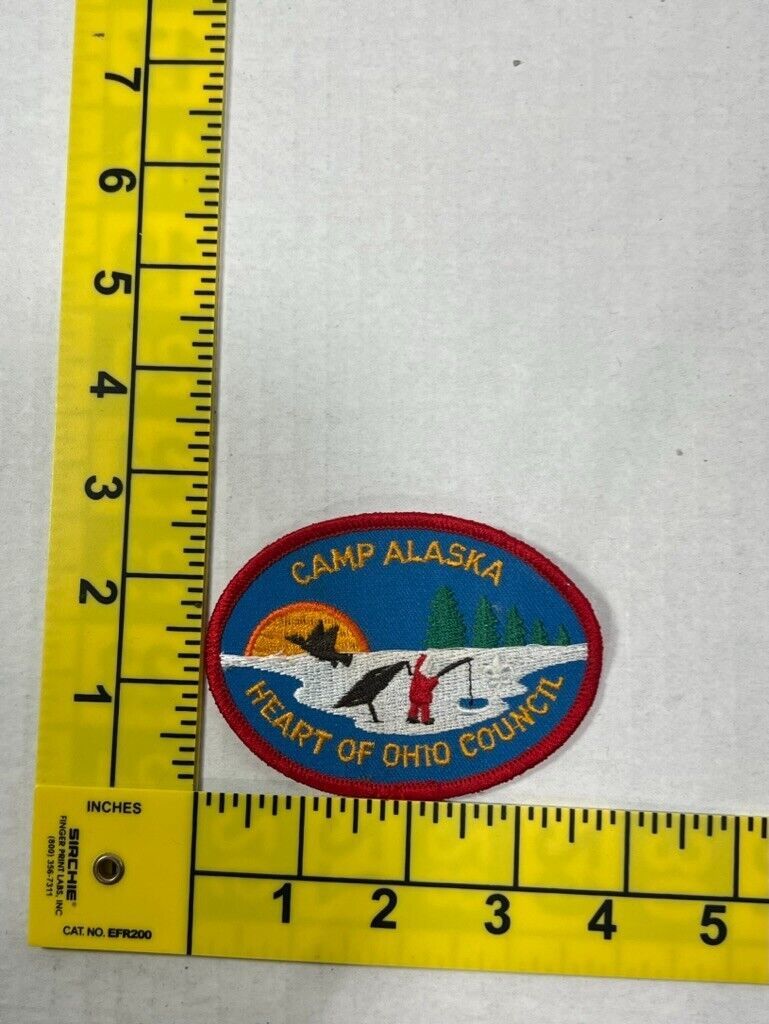 7
6
5
4
3
2
1
CAMP ALASKA
HEART OF OHIO COUNCIL
INCHES
SIRCHIE®
FINGER PRINT LABS, INC
(800) 356-7311
CAT. NO. EFR200
1 2 3 4 5